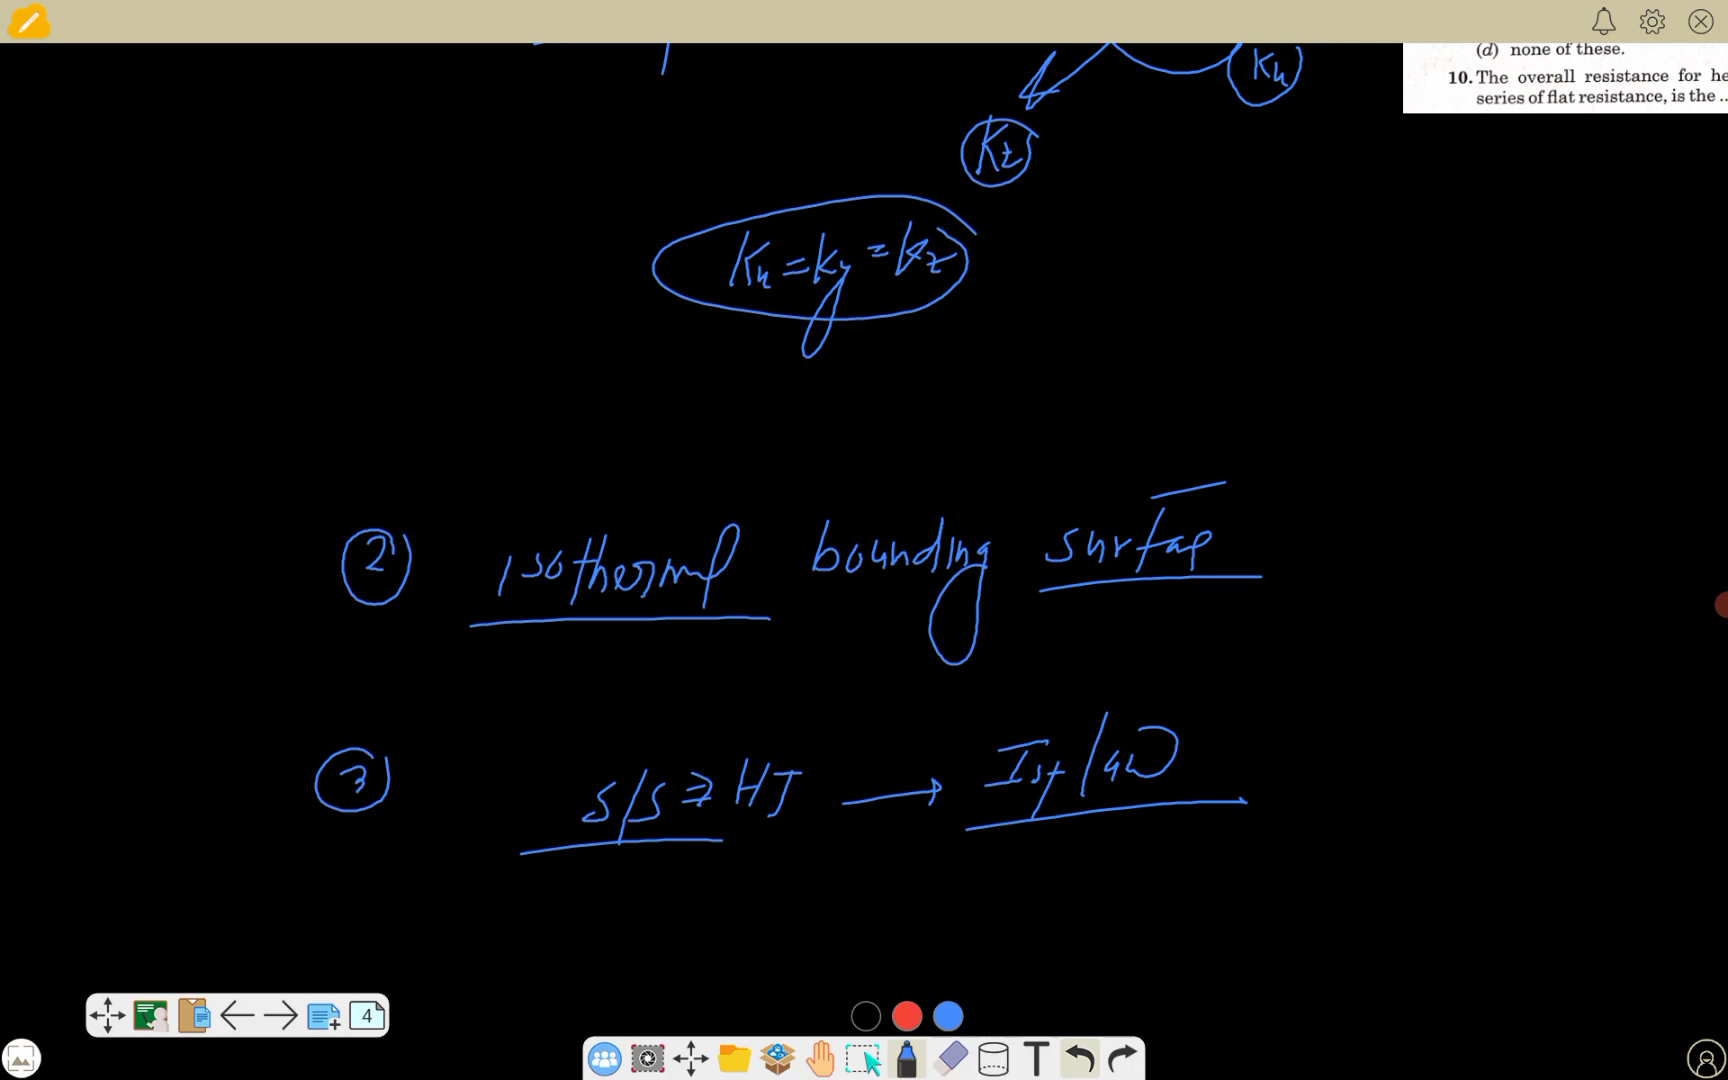 (d) none of these.
10. The overall resistance for he
series of flat resistance, is the ..
Kx
Kz
Kx = Ky = Kz
2 isothermal bounding surface
3 S/S ⇒ HT → Ist law
4
T